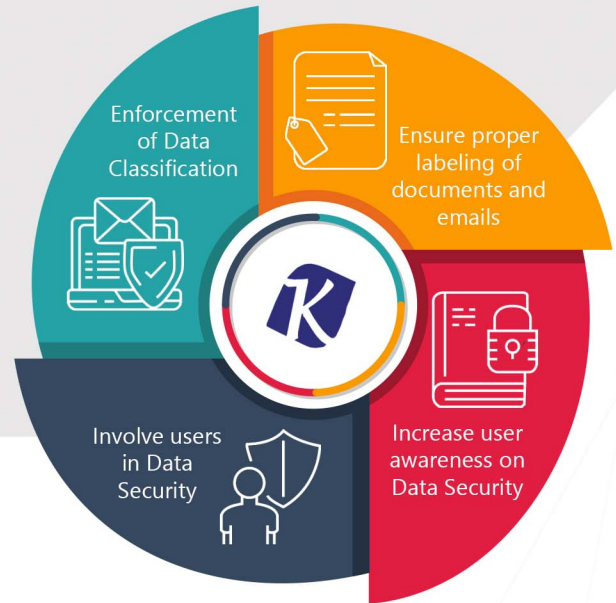 Enforcement
of Data
Classification
Ensure proper
labeling of
documents and
emails
K
Involve users
in Data
Security
Increase user
awareness on
Data Security